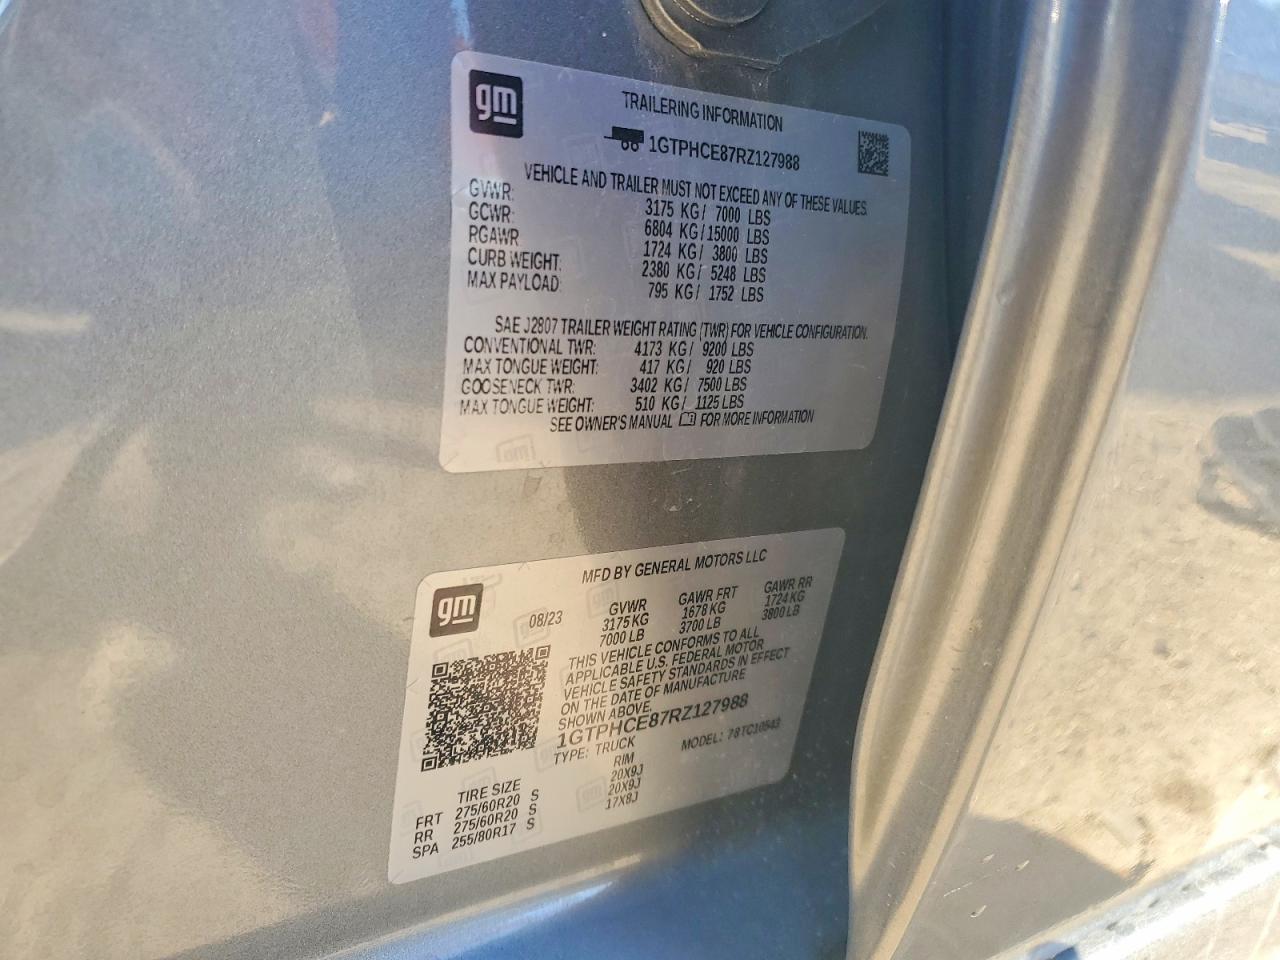 gm
TRAILERING INFORMATION
1GTPHCE87RZ127988
VEHICLE AND TRAILER MUST NOT EXCEED ANY OF THESE VALUES.
GVWR: 3175 KG/ 7000 LBS
GCWR: 6804 KG/15000 LBS
RGAWR 1724 KG/ 3800 LBS
CURB WEIGHT: 2380 KG/ 5248 LBS
MAX PAYLOAD: 795 KG/ 1752 LBS
SAE J2807 TRAILER WEIGHT RATING (TWR) FOR VEHICLE CONFIGURATION.
CONVENTIONAL TWR: 4173 KG/ 9200 LBS
MAX TONGUE WEIGHT: 417 KG/ 920 LBS
GOOSENECK TWR: 3402 KG/ 7500 LBS
MAX TONGUE WEIGHT: 510 KG/ 1125 LBS
SEE OWNER'S MANUAL FOR MORE INFORMATION
gm
MFD BY GENERAL MOTORS LLC
08/23 GVWR GAWR FRT GAWR RR
3175 KG 1678 KG 1724 KG
7000 LB 3700 LB 3800 LB
THIS VEHICLE CONFORMS TO ALL
APPLICABLE U.S. FEDERAL MOTOR
VEHICLE SAFETY STANDARDS IN EFFECT
ON THE DATE OF MANUFACTURE
SHOWN ABOVE.
1GTPHCE87RZ127988
TYPE: TRUCK MODEL: 78TC10543
TIRE SIZE RIM
FRT 275/60R20 S 20X9J
RR 275/60R20 S 20X9J
SPA 255/80R17 S 17X8J